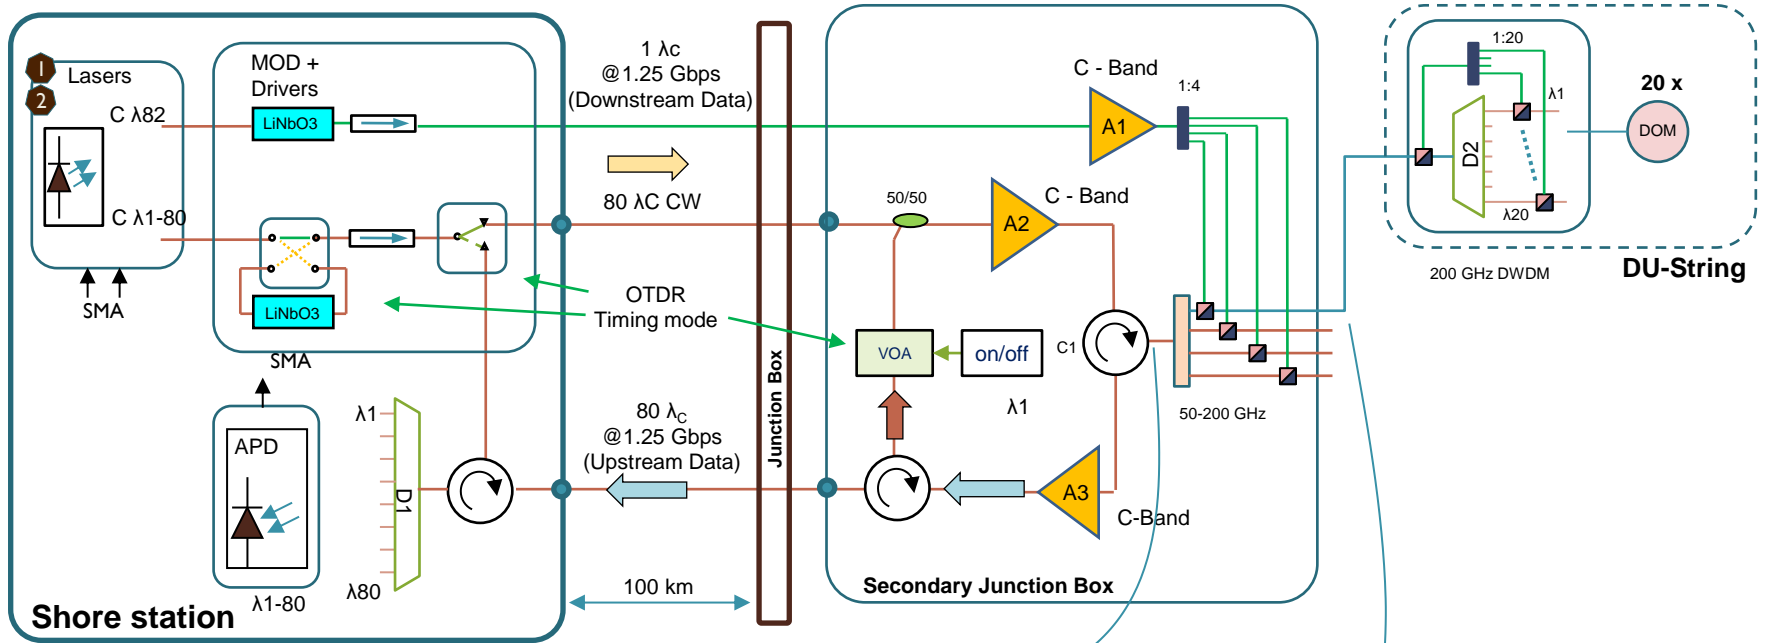 1
2
Lasers
MOD +
Drivers
C λ82
LiNbO3
C λ1-80
SMA
LiNbO3
SMA
APD
λ1-80
λ1
D1
λ80
Shore station
1 λc
@1.25 Gbps
(Downstream Data)
80 λC CW
OTDR
Timing mode
80 λC
@1.25 Gbps
(Upstream Data)
100 km
Junction Box
C - Band
A1
1:4
50/50
A2
C - Band
VOA
on/off
λ1
C1
50-200 GHz
A3
C-Band
Secondary Junction Box
1:20
λ1
D2
λ20
20 x
DOM
200 GHz DWDM
DU-String